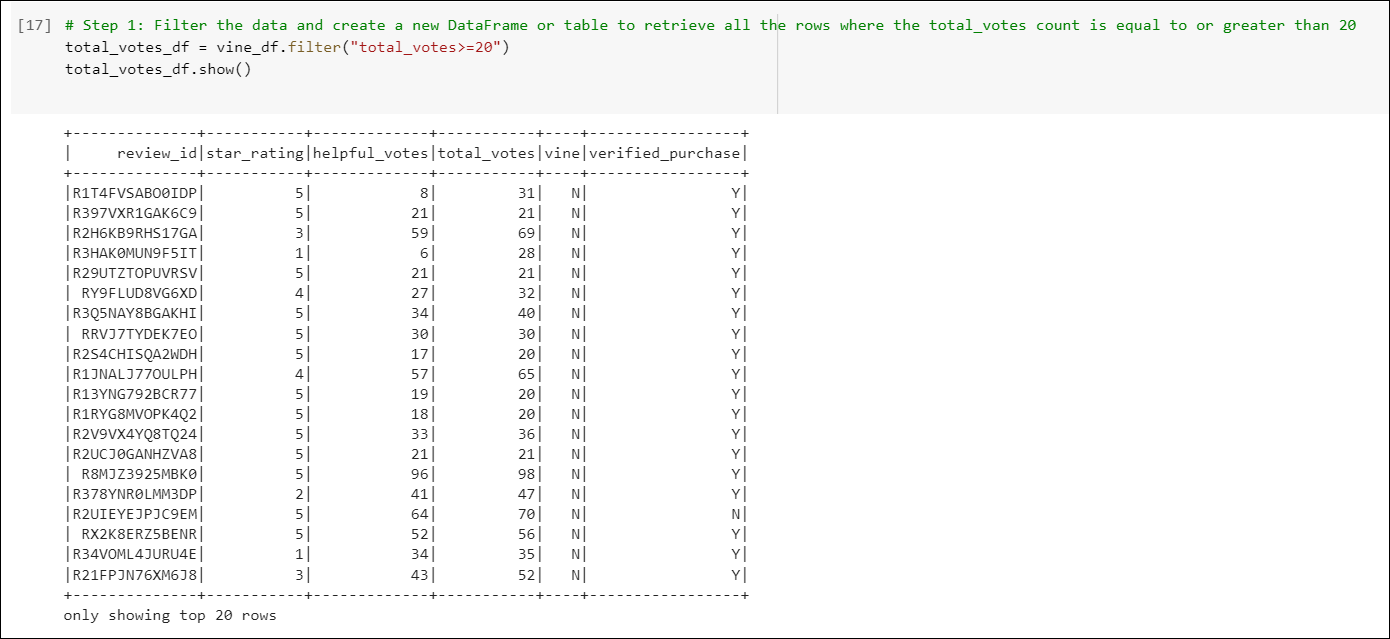 [17] # Step 1: Filter the data and create a new DataFrame or table to retrieve all the rows where the total_votes count is equal to or greater than 20
total_votes_df = vine_df.filter("total_votes>=20")
total_votes_df.show()
+--------------+-----------+-------------+-----------+----+-----------------+
|     review_id|star_rating|helpful_votes|total_votes|vine|verified_purchase|
+--------------+-----------+-------------+-----------+----+-----------------+
|R1T4FVSABO0IDP|          5|            8|         31|   N|                Y|
|R397VXR1GAK6C9|          5|           21|         21|   N|                Y|
|R2H6KB9RHS17GA|          3|           59|         69|   N|                Y|
|R3HAK0MUN9F5IT|          1|            6|         28|   N|                Y|
|R29UTZTOPUVRSV|          5|           21|         21|   N|                Y|
| RY9FLUD8VG6XD|          4|           27|         32|   N|                Y|
|R3Q5NAY8BGAKHI|          5|           34|         40|   N|                Y|
| RRVJ7TYDEK7EO|          5|           30|         30|   N|                Y|
|R2S4CHISQA2WDH|          5|           17|         20|   N|                Y|
|R1JNALJ77OULPH|          4|           57|         65|   N|                Y|
|R13YNG792BCR77|          5|           19|         20|   N|                Y|
|R1RYG8MVOPK4Q2|          5|           18|         20|   N|                Y|
|R2V9VX4YQ8TQ24|          5|           33|         36|   N|                Y|
|R2UCJ0GANHZVA8|          5|           21|         21|   N|                Y|
| R8MJZ3925MBK0|          5|           96|         98|   N|                Y|
|R378YNR0LMM3DP|          2|           41|         47|   N|                Y|
|R2UIEYEJPJC9EM|          5|           64|         70|   N|                N|
| RX2K8ERZ5BENR|          5|           52|         56|   N|                Y|
|R34VOML4JURU4E|          1|           34|         35|   N|                Y|
|R21FPJN76XM6J8|          3|           43|         52|   N|                Y|
+--------------+-----------+-------------+-----------+----+-----------------+
only showing top 20 rows